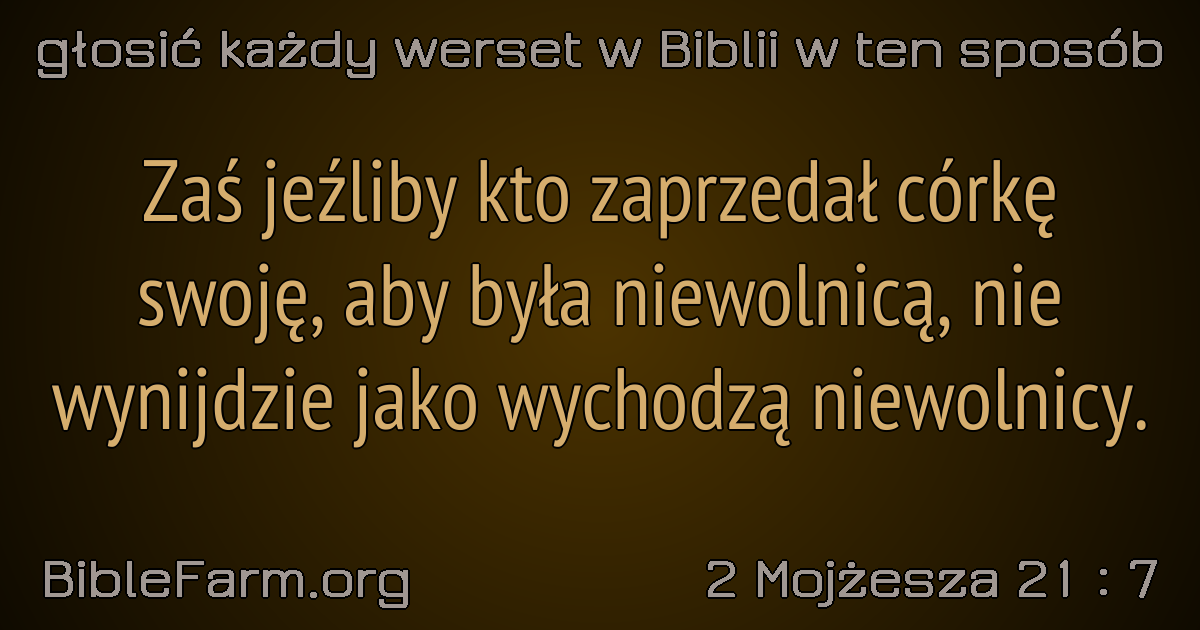 głosić każdy werset w Biblii w ten sposób
Zaś jeźliby kto zaprzedał córkę
swoję, aby była niewolnicą, nie
wynijdzie jako wychodzą niewolnicy.
BibleFarm.org
2 Mojżesza 21 : 7